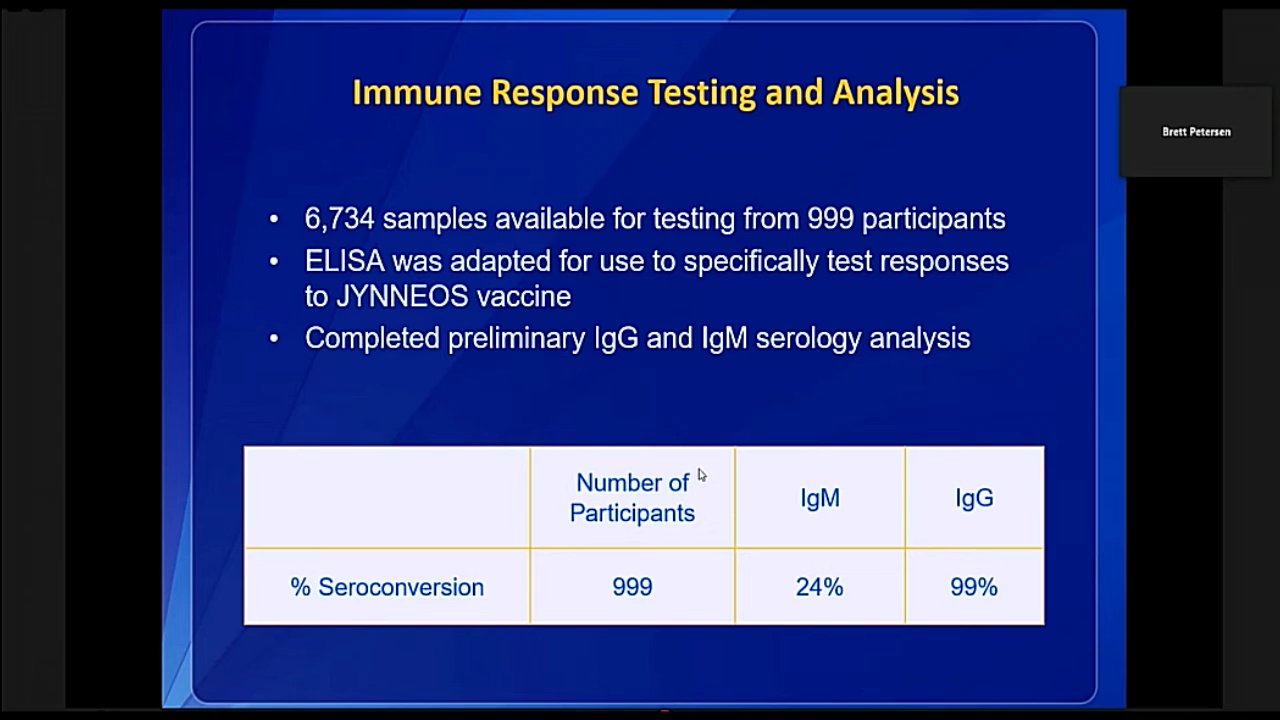 Immune Response Testing and Analysis
Brett Petersen
• 6,734 samples available for testing from 999 participants
• ELISA was adapted for use to specifically test responses
to JYNNEOS vaccine
• Completed preliminary IgG and IgM serology analysis
Number of
Participants
IgM
IgG
% Seroconversion
999
24%
99%